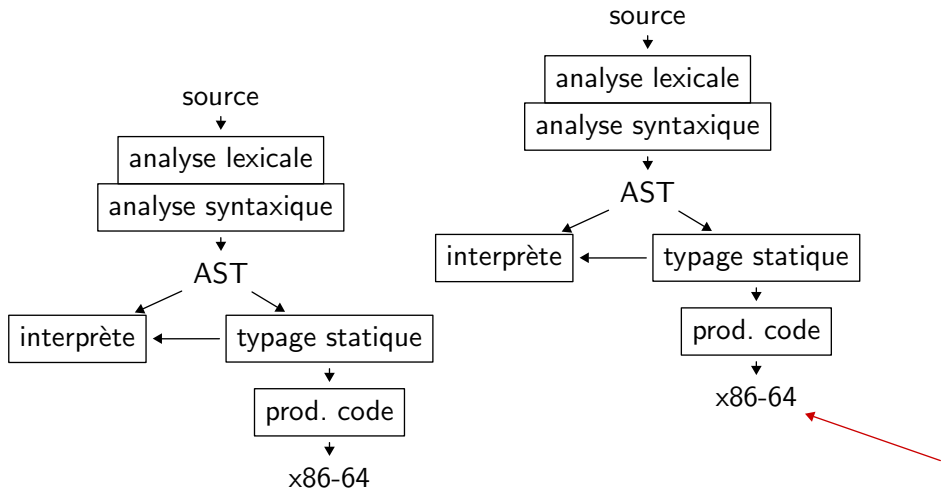 source
analyse lexicale
analyse syntaxique
AST
interprète
typage statique
prod. code
x86-64
source
analyse lexicale
analyse syntaxique
AST
interprète
typage statique
prod. code
x86-64